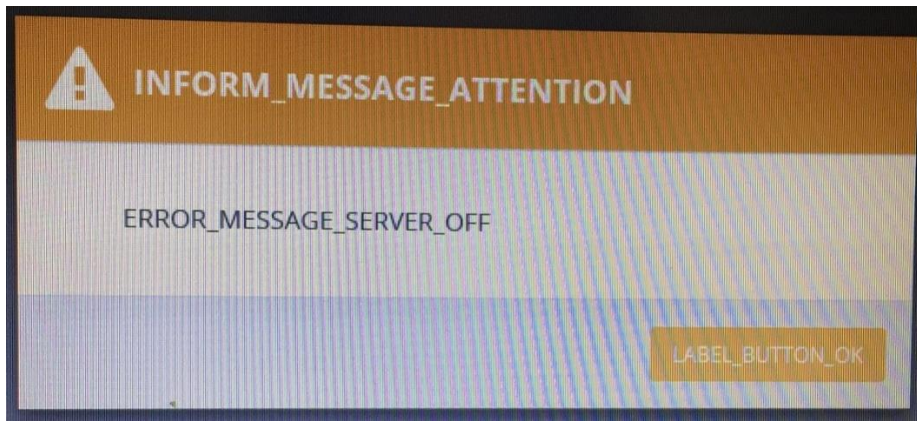 INFORM_MESSAGE_ATTENTION
ERROR_MESSAGE_SERVER_OFF
LABEL_BUTTON_OK